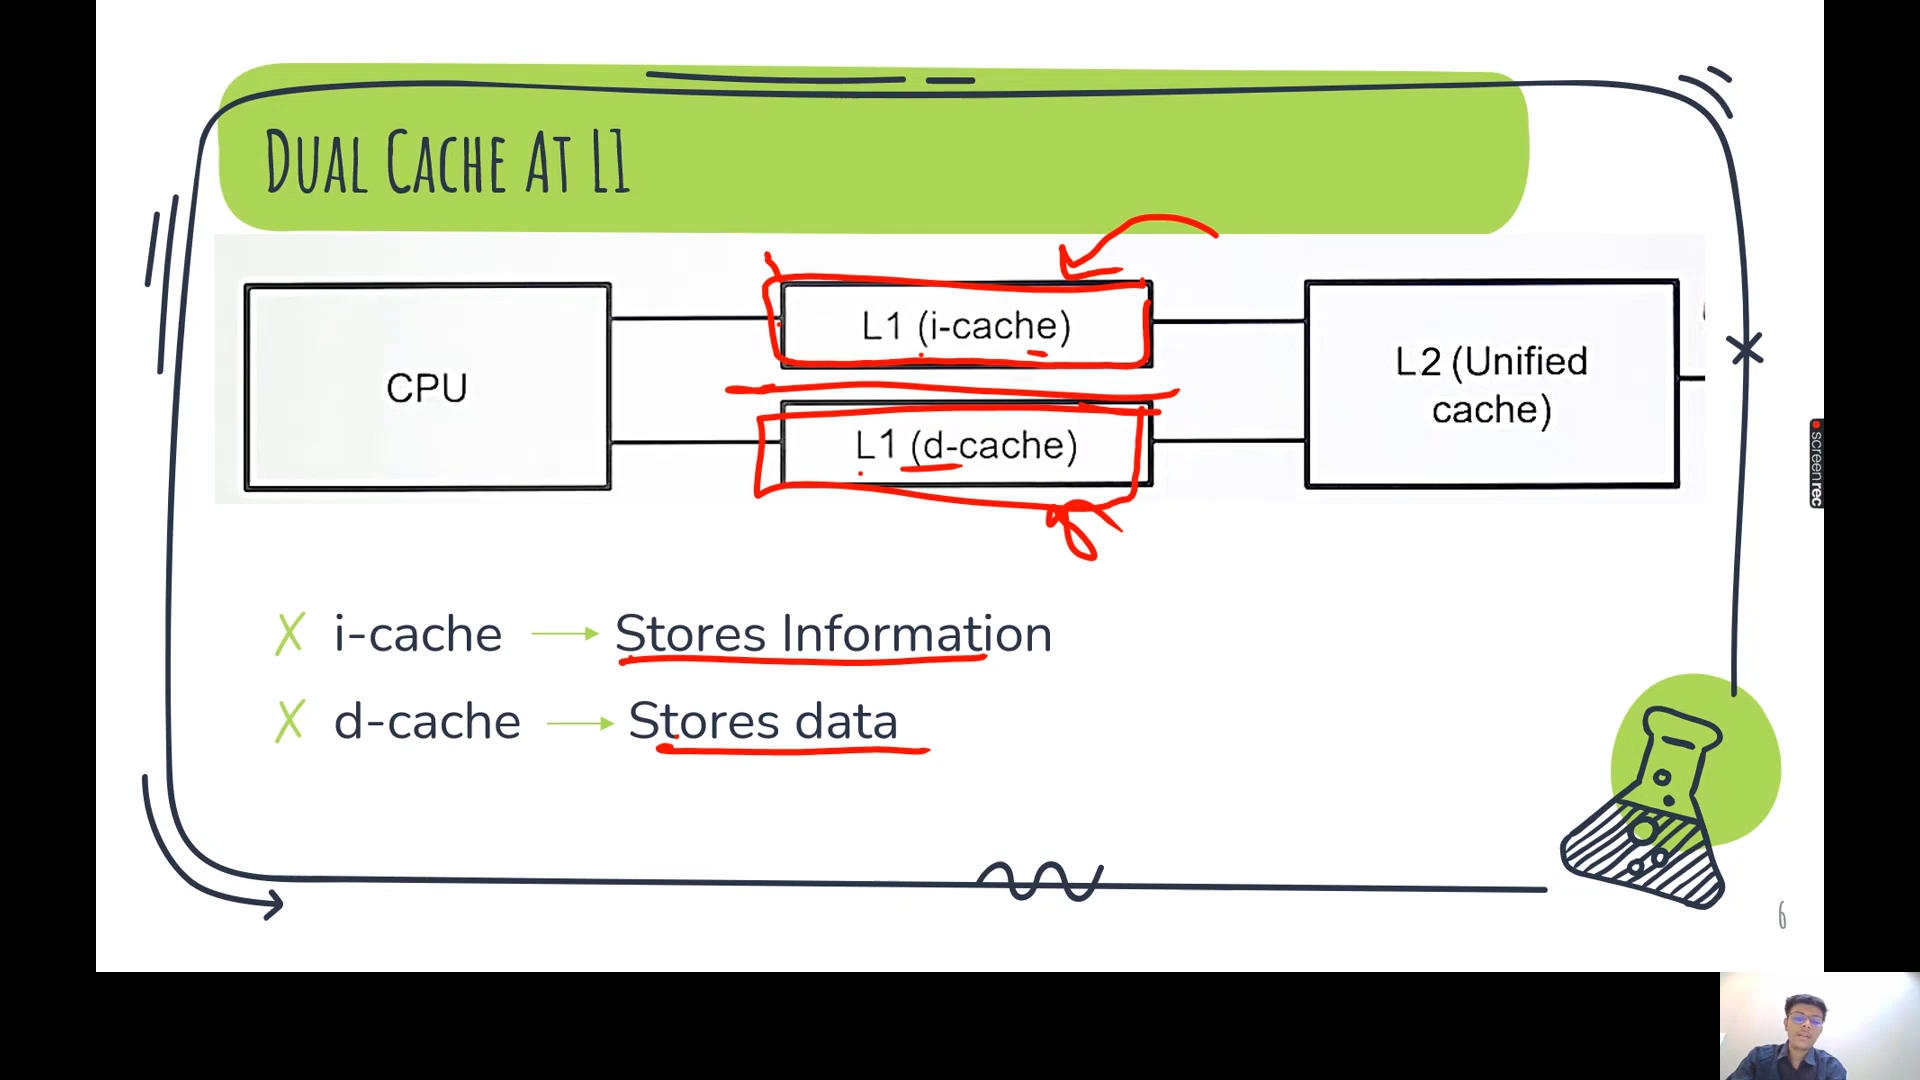 DUAL CACHE AT L1
CPU
L1 (i-cache)
L1 (d-cache)
L2 (Unified
cache)
i-cache → Stores Information
d-cache → Stores data
6
screenrec